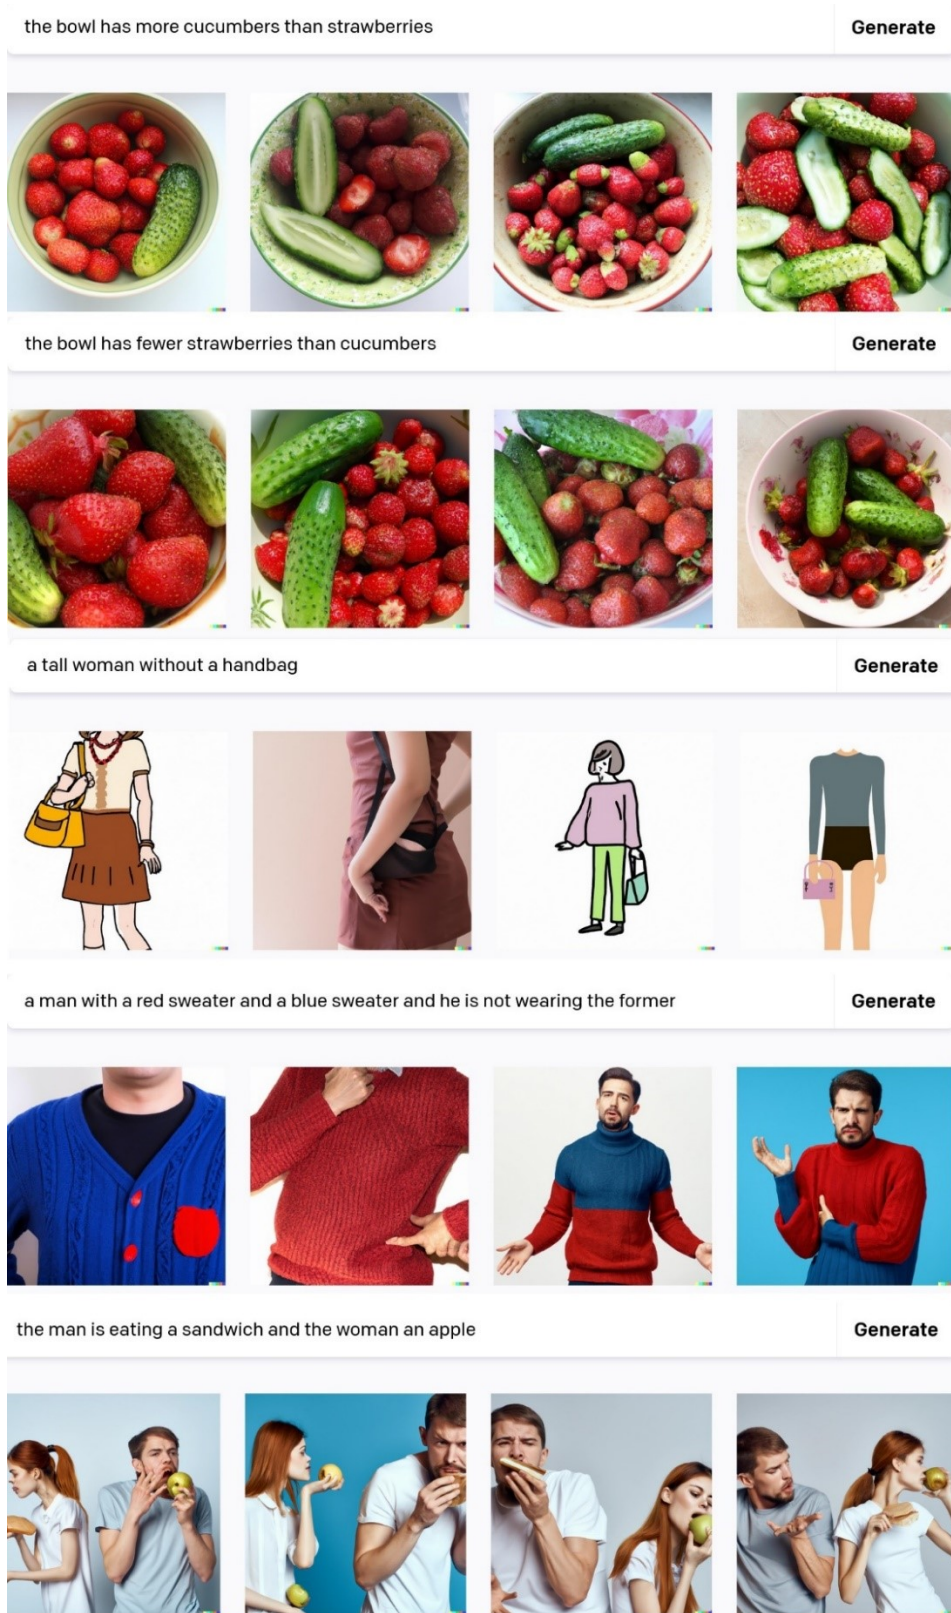 the bowl has more cucumbers than strawberries
Generate
the bowl has fewer strawberries than cucumbers
Generate
a tall woman without a handbag
Generate
a man with a red sweater and a blue sweater and he is not wearing the former
Generate
the man is eating a sandwich and the woman an apple
Generate